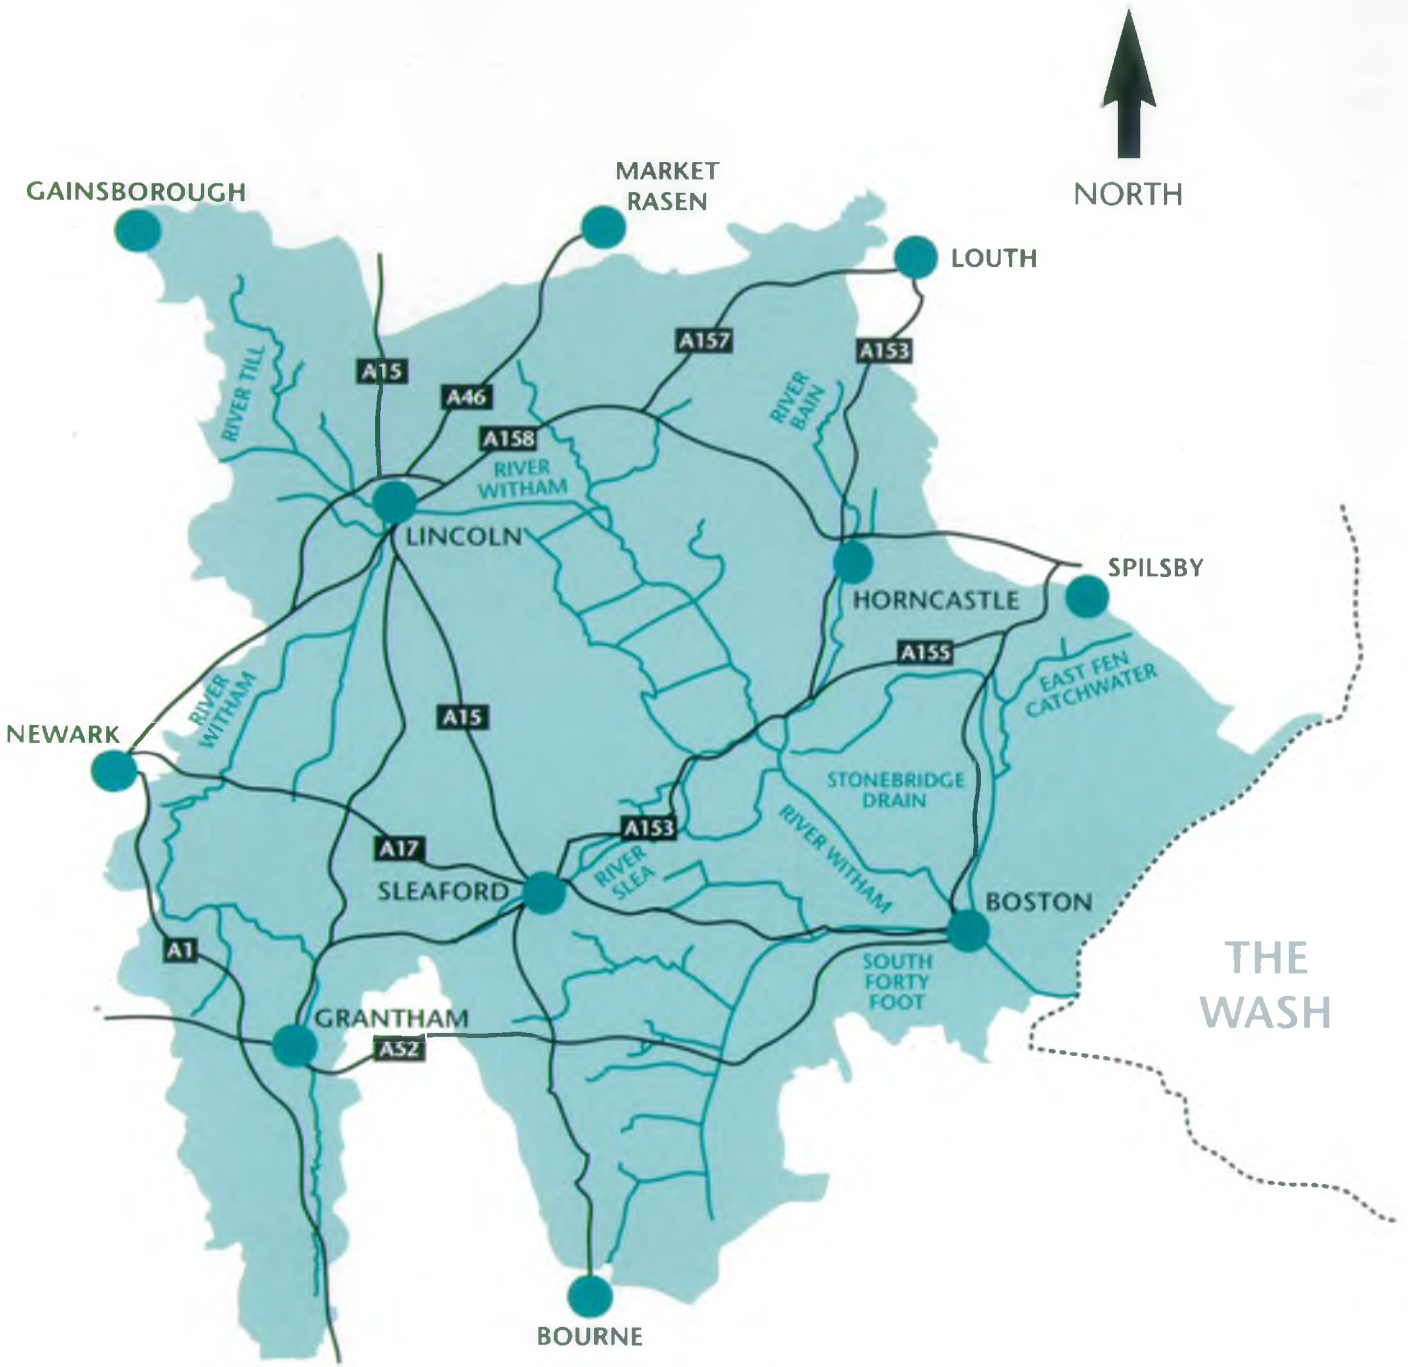 NORTH
MARKET
RASEN
GAINSBOROUGH
LOUTH
A157
A153
A15
A46
RIVER TILL
RIVER
BAIN
A158
RIVER
WITHAM
LINCOLN
SPILSBY
HORNCASTLE
A155
EAST FEN
CATCHWATER
RIVER
WITHAM
A15
NEWARK
STONEBRIDGE
DRAIN
RIVER WITHAM
A153
A17
RIVER
SLEA
SLEAFORD
BOSTON
A1
SOUTH
FORTY
FOOT
THE
WASH
GRANTHAM
A52
BOURNE